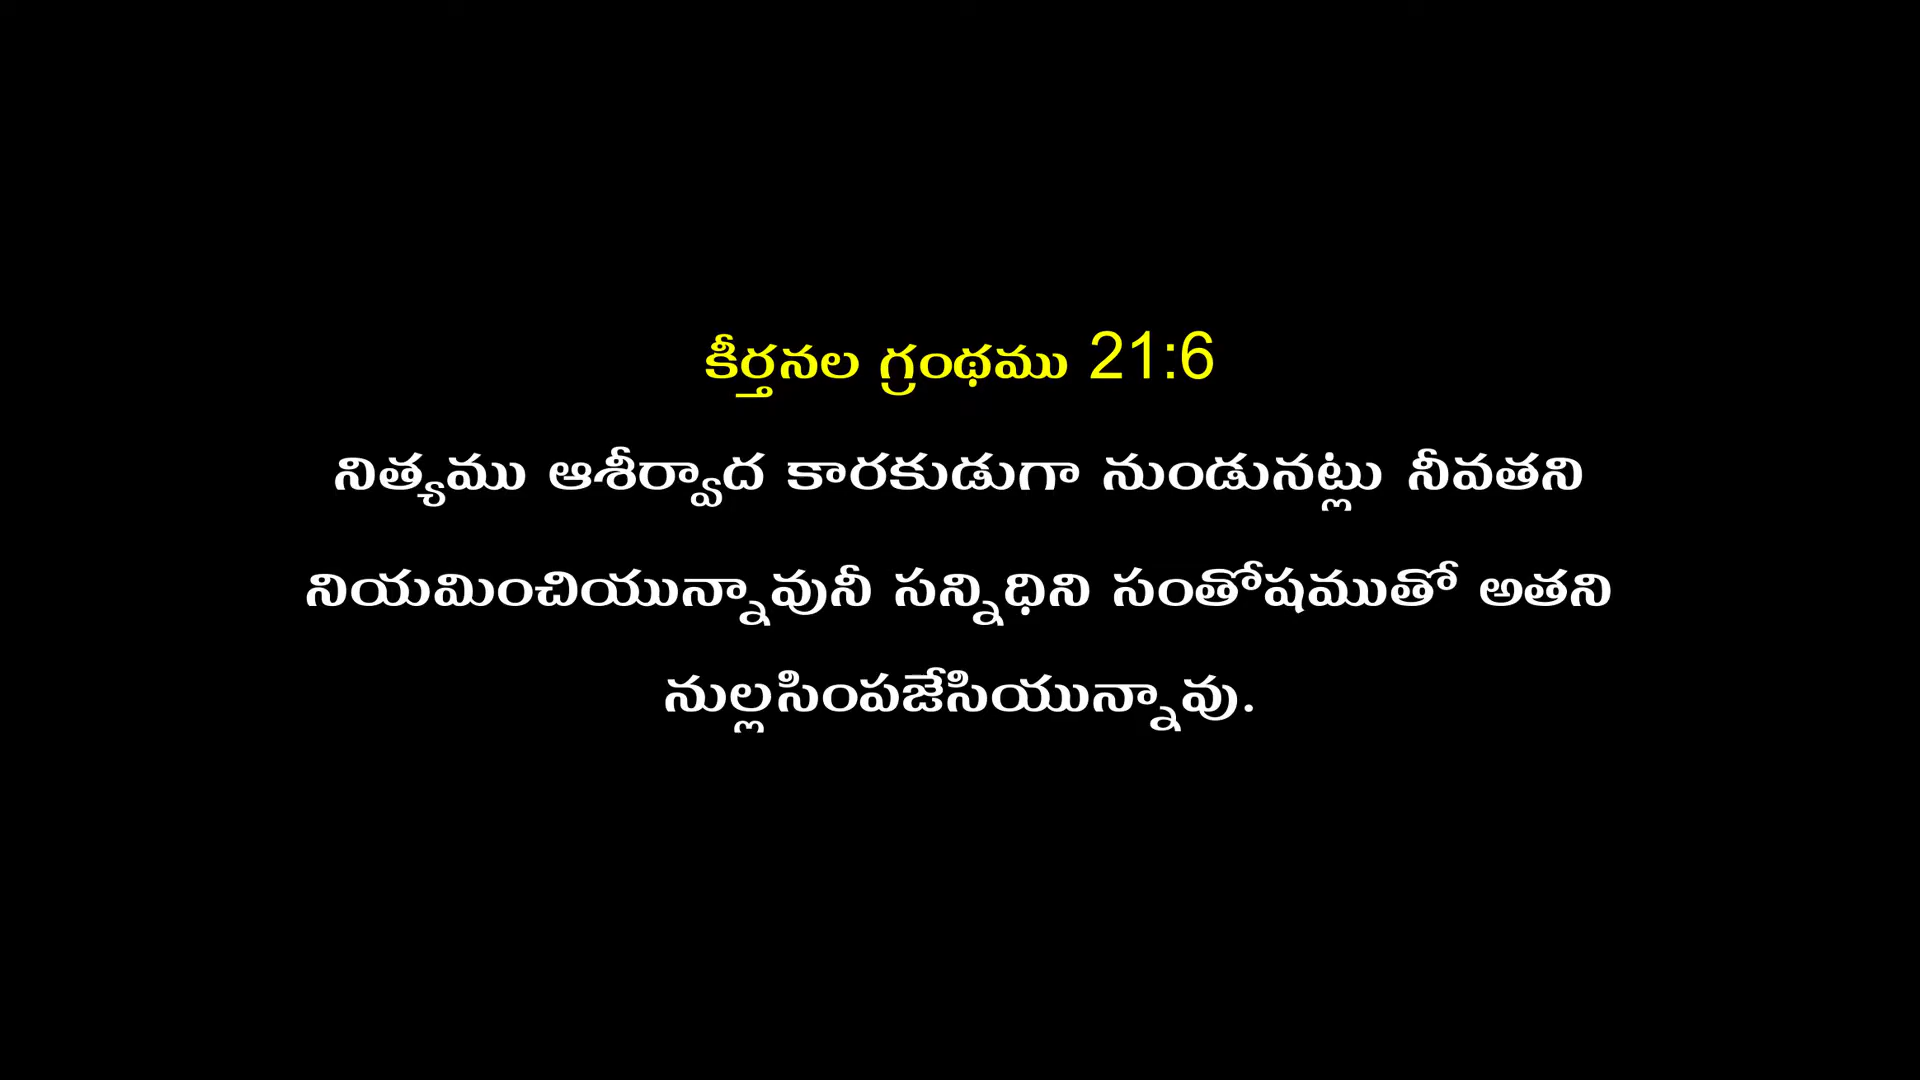 కీర్తనల గ్రంథము 21:6
నిత్యము ఆశీర్వాద కారకుడుగా నుండునట్లు నీవతని
నియమించియున్నావునీ సన్నిధిని సంతోషముతో అతని
నుల్లసింపజేసియున్నావు.